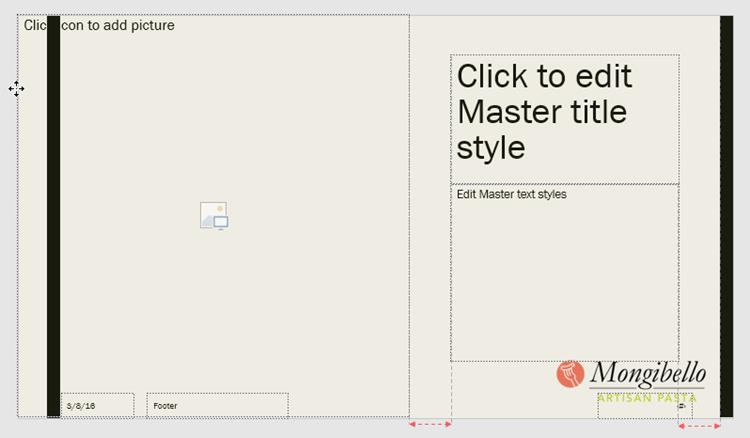 Click icon to add picture
Click to edit
Master title
style
Edit Master text styles
Mongibello
ARTISAN PASTA
3/8/16
Footer